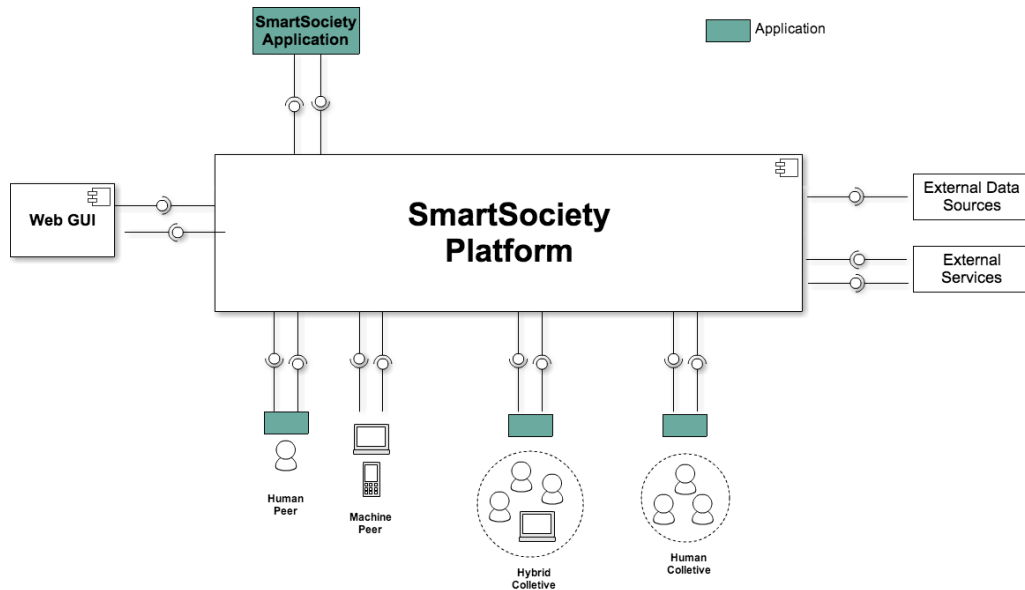 SmartSociety
Application
Application
SmartSociety
Platform
Web GUI
External Data
Sources
External
Services
Human
Peer
Machine
Peer
Hybrid
Colletive
Human
Colletive